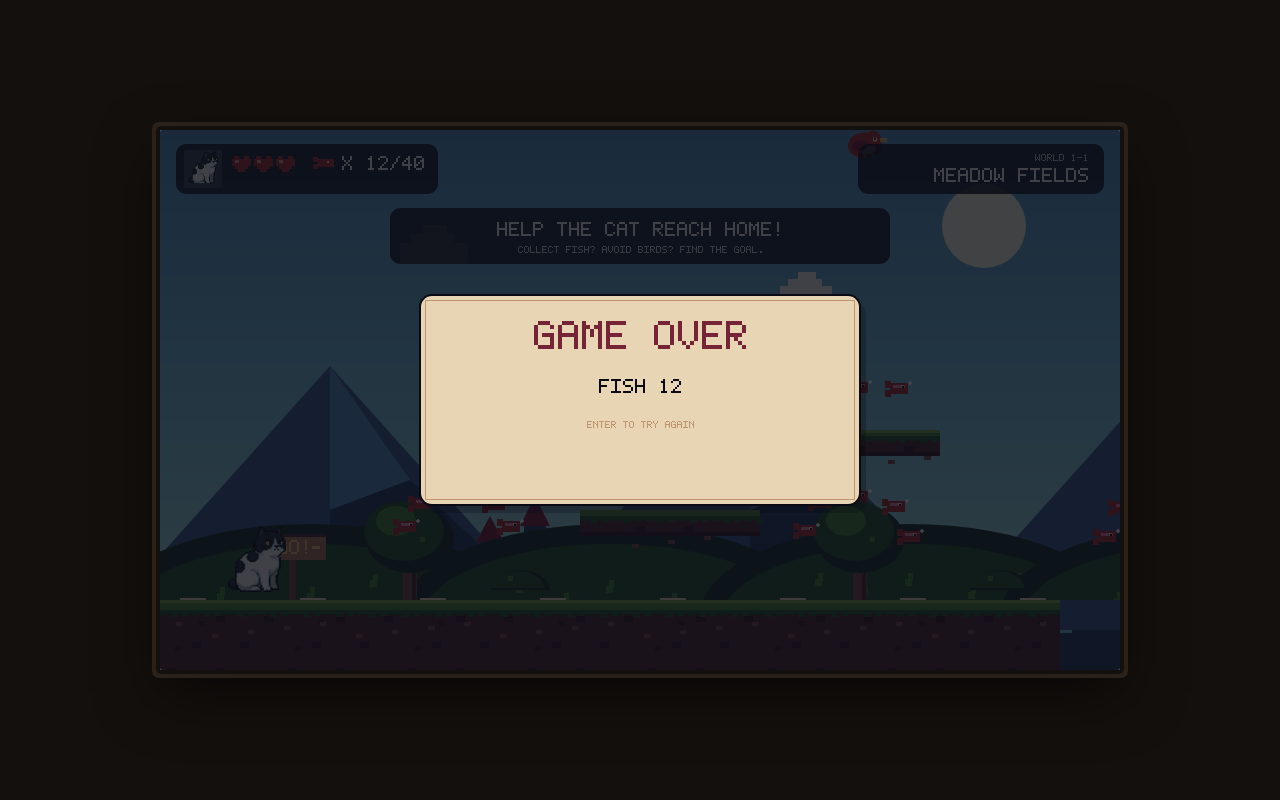 X 12/40
WORLD 1-1
MEADOW FIELDS
HELP THE CAT REACH HOME!
COLLECT FISH? AVOID BIRDS? FIND THE GOAL.
GAME OVER
FISH 12
ENTER TO TRY AGAIN